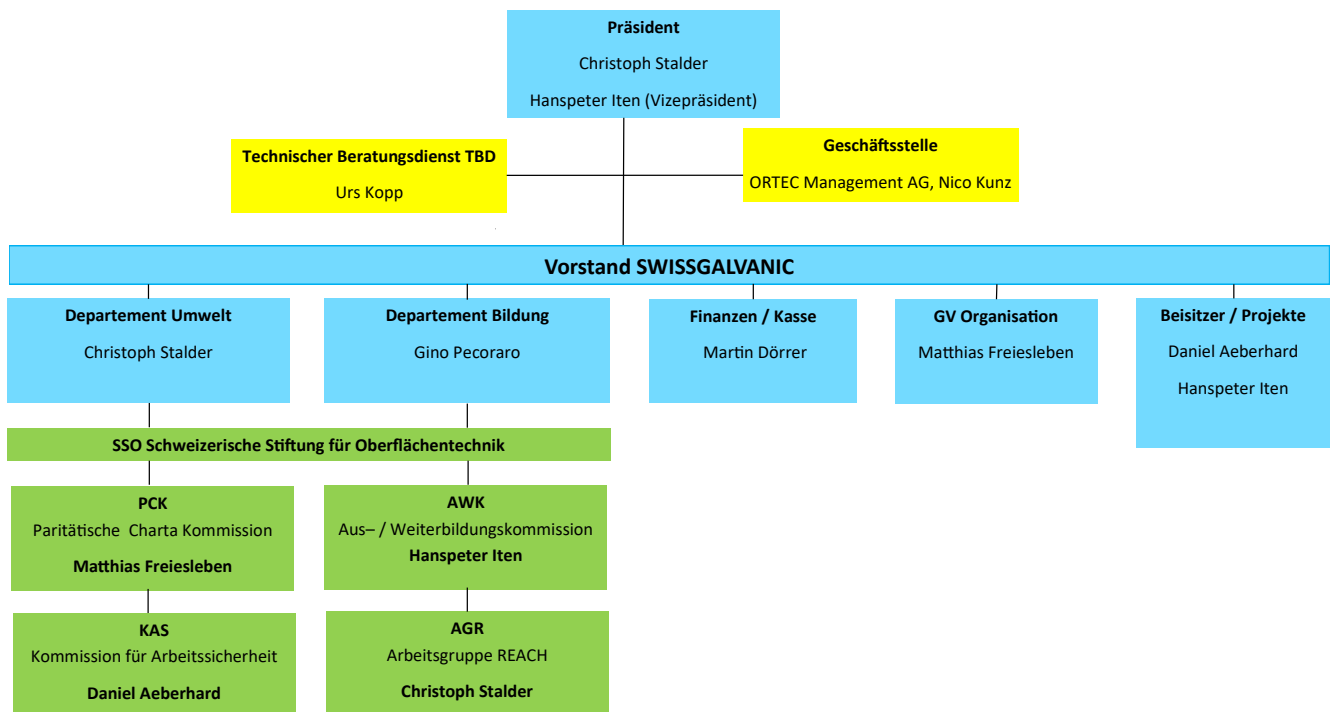 Präsident
Christoph Stalder
Hanspeter Iten (Vizepräsident)
Technischer Beratungsdienst TBD
Urs Kopp
Geschäftsstelle
ORTEC Management AG, Nico Kunz
Vorstand SWISSGALVANIC
Departement Umwelt
Christoph Stalder
Departement Bildung
Gino Pecoraro
Finanzen / Kasse
Martin Dörrer
GV Organisation
Matthias Freiesleben
Beisitzer / Projekte
Daniel Aeberhard
Hanspeter Iten
SSO Schweizerische Stiftung für Oberflächentechnik
PCK
Paritätische Charta Kommission
Matthias Freiesleben
AWK
Aus– / Weiterbildungskommission
Hanspeter Iten
KAS
Kommission für Arbeitssicherheit
Daniel Aeberhard
AGR
Arbeitsgruppe REACH
Christoph Stalder